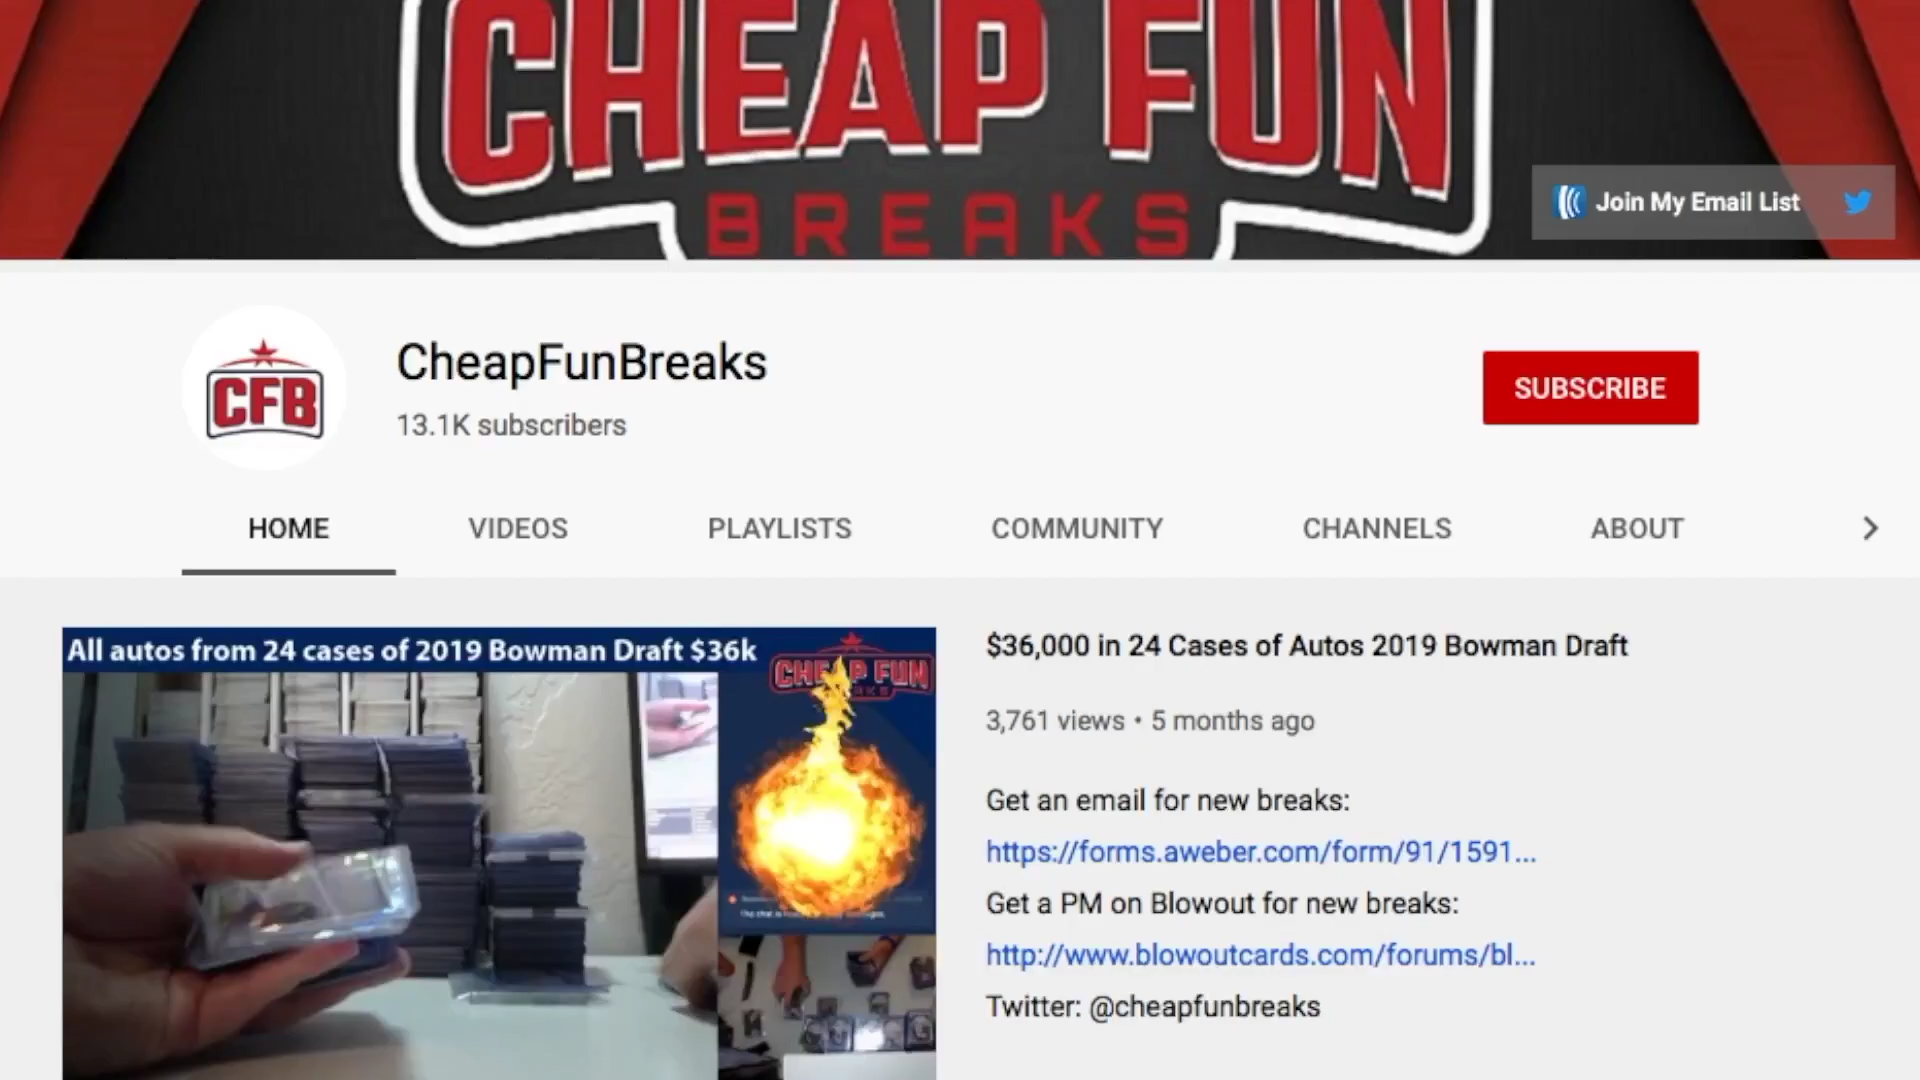 CHEAP FUN
BREAKS
Join My Email List
CFB
CheapFunBreaks
13.1K subscribers
SUBSCRIBE
HOME
VIDEOS
PLAYLISTS
COMMUNITY
CHANNELS
ABOUT
All autos from 24 cases of 2019 Bowman Draft $36k
CHEAP FUN
$36,000 in 24 Cases of Autos 2019 Bowman Draft
3,761 views • 5 months ago
Get an email for new breaks:
https://forms.aweber.com/form/91/1591...
Get a PM on Blowout for new breaks:
http://www.blowoutcards.com/forums/bl...
Twitter: @cheapfunbreaks